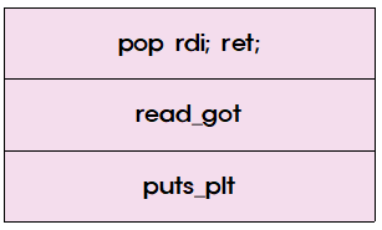 pop rdi; ret;
read_got
puts_plt